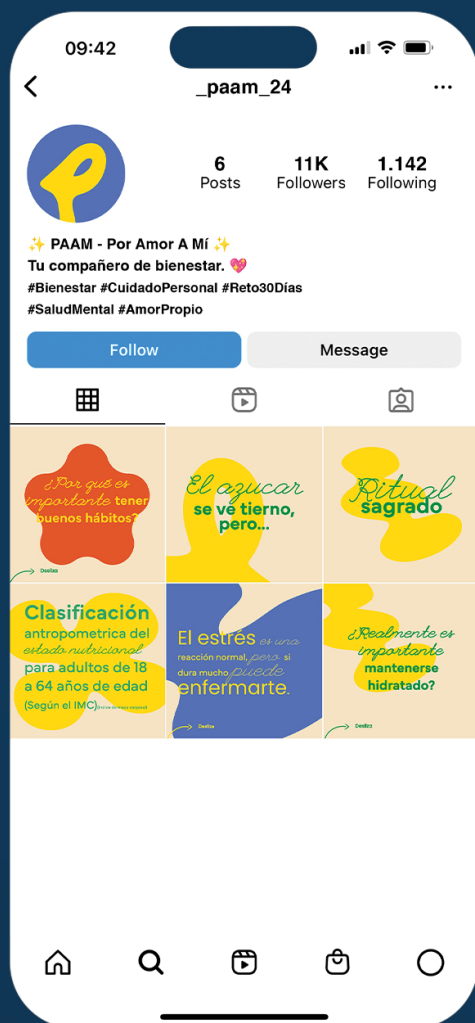 09:42
_paam_24
6
Posts
11K
Followers
1.142
Following
✨ PAAM - Por Amor A Mí ✨
Tu compañero de bienestar. 💖
#Bienestar #CuidadoPersonal #Reto30Días
#SaludMental #AmorPropio
Follow
Message
¿Por qué es
importante tener
buenos hábitos?
Desliza
El azucar
se ve tierno,
pero...
Ritual
sagrado
Clasificación
antropometrica del
estado nutricional
para adultos de 18
a 64 años de edad
(Según el IMC)
El estrés es una
reacción normal, pero si
dura mucho puede
enfermarte.
Desliza
¿Realmente es
importante
mantenerse
hidratado?
Desliza